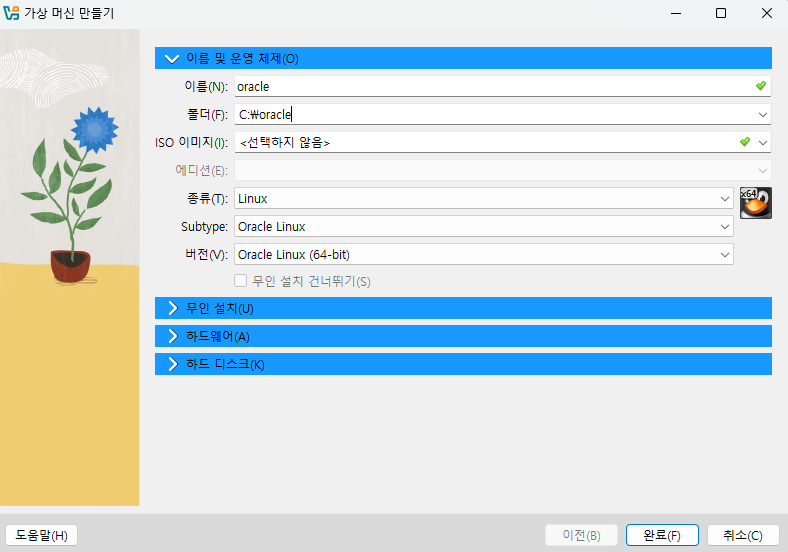 가상 머신 만들기
이름 및 운영 체제(O)
이름(N): oracle
폴더(F): C:₩oracle
ISO 이미지(I): <선택하지 않음>
에디션(E):
종류(T): Linux
x64
Subtype: Oracle Linux
버전(V): Oracle Linux (64-bit)
무인 설치 건너뛰기(S)
무인 설치(U)
하드웨어(A)
하드 디스크(K)
도움말(H) 이전(B) 완료(F) 취소(C)